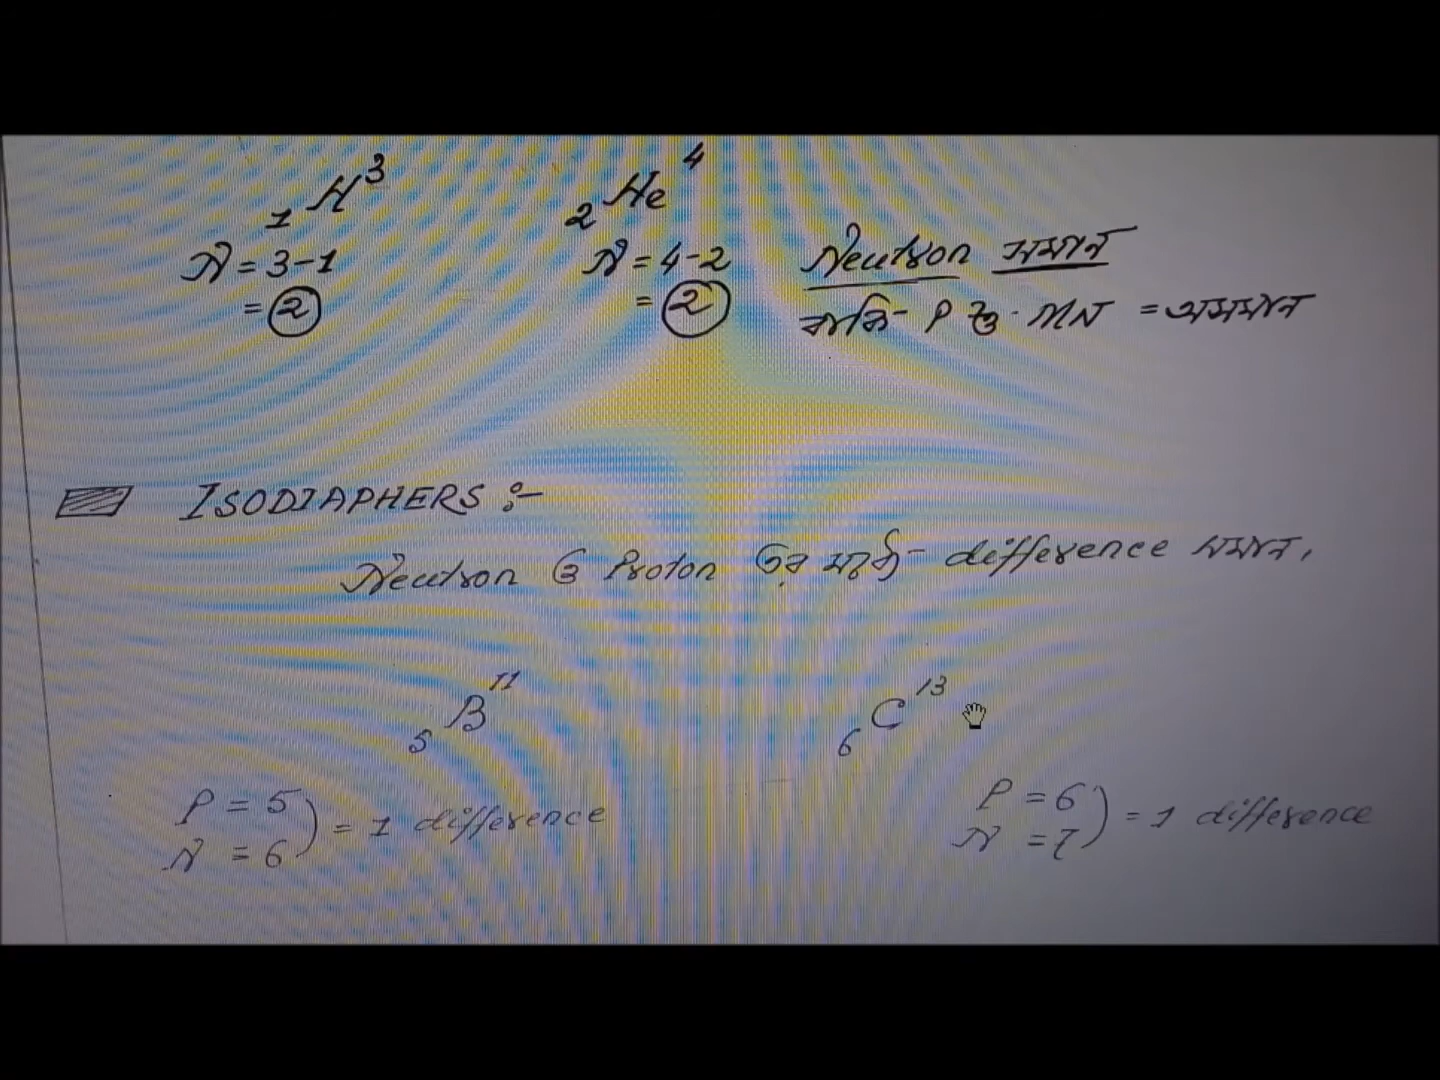 ₁H³ ₂He⁴
N = 3-1 N = 4-2 Neutron সমান
= 2 = 2 P ও MN = অসমান
ISODIAPHERS :-
Neutron ও Proton এর difference সমান,
₅B¹¹ ₆C¹³
P = 5 P = 6
N = 6 ) = 1 difference N = 7 ) = 1 difference